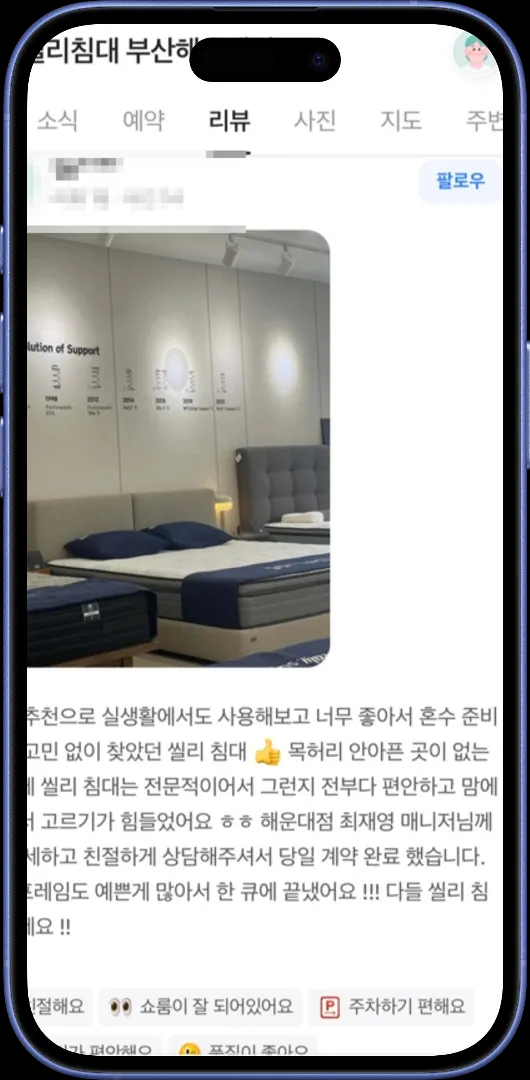 씰리침대 부산해
소식 예약 리뷰 사진 지도 주변
팔로우
lution of Support
1998 2012 2014 2016 2019
추천으로 실생활에서도 사용해보고 너무 좋아서 혼수 준비
고민 없이 찾았던 씰리 침대 👍 목허리 안아픈 곳이 없는
씰리 침대는 전문적이어서 그런지 전부다 편안하고 맘에
고르기가 힘들었어요 ㅎㅎ 해운대점 최재영 매니저님께
세하고 친절하게 상담해주셔서 당일 계약 완료 했습니다.
프레임도 예쁜게 많아서 한 큐에 끝냈어요 !!! 다들 씰리 침
요 !!
친절해요 👀 쇼룸이 잘 되어있어요 P 주차하기 편해요
편안해요 품질이 좋아요